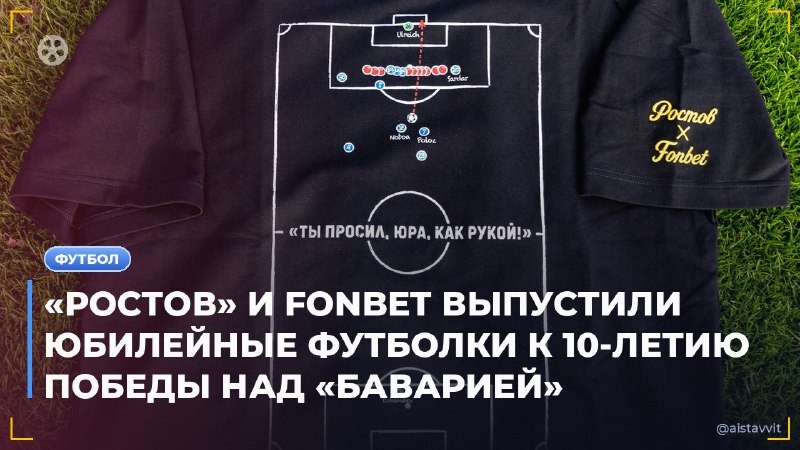 Ulreich
Sardar
Noboa
Poloz
Ростов
×
Fonbet
«ТЫ ПРОСИЛ, ЮРА, КАК РУКОЙ!»
ФУТБОЛ
«РОСТОВ» И FONBET ВЫПУСТИЛИ
ЮБИЛЕЙНЫЕ ФУТБОЛКИ К 10-ЛЕТИЮ
ПОБЕДЫ НАД «БАВАРИЕЙ»
@aistavvit